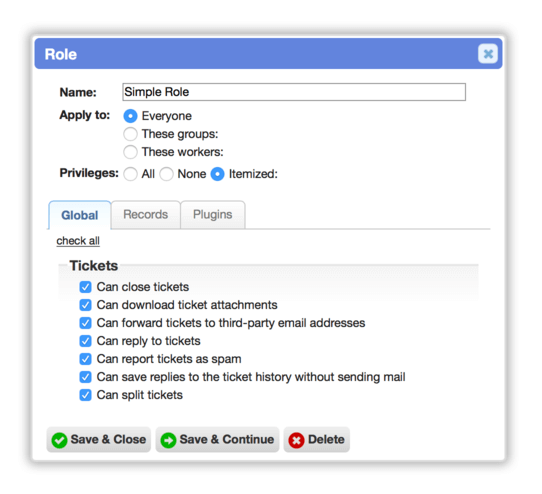 Role
Name: Simple Role
Apply to: Everyone
These groups:
These workers:
Privileges: All None Itemized:
Global Records Plugins
check all
Tickets
Can close tickets
Can download ticket attachments
Can forward tickets to third-party email addresses
Can reply to tickets
Can report tickets as spam
Can save replies to the ticket history without sending mail
Can split tickets
Save & Close Save & Continue Delete